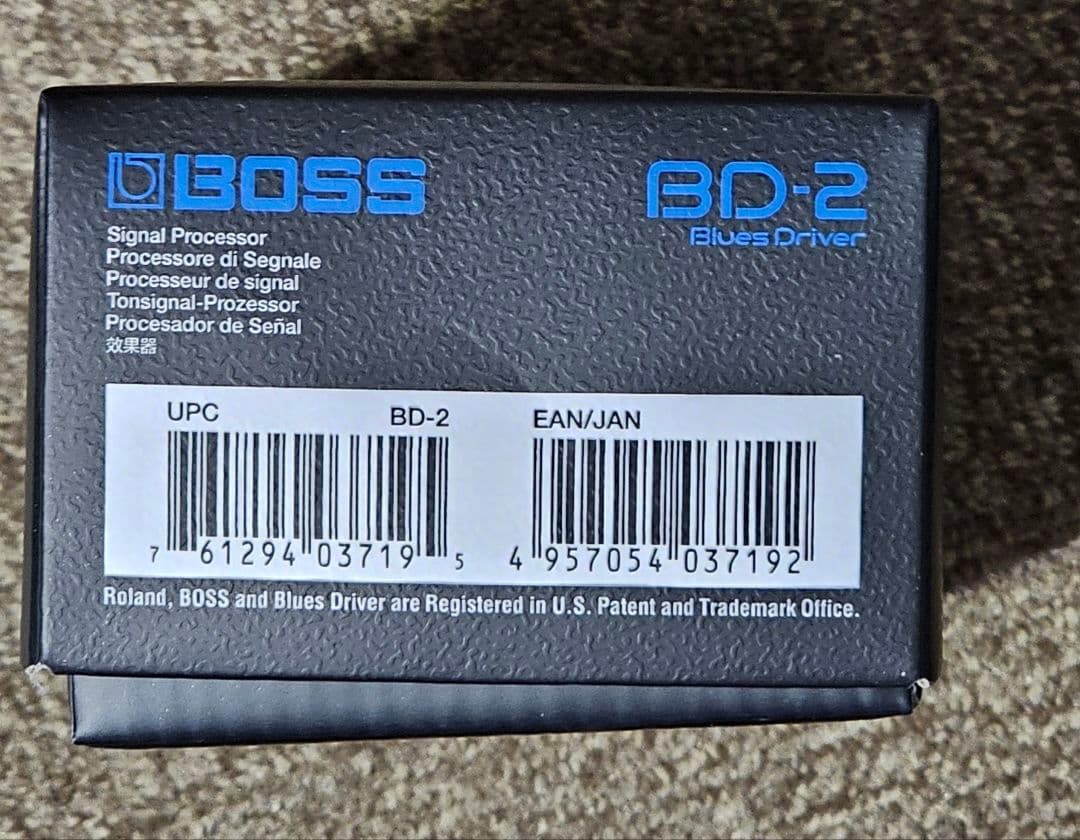 BOSS
BD-2
Blues Driver
Signal Processor
Processore di Segnale
Processeur de signal
Tonsignal-Prozessor
Procesador de Señal
效果器
UPC BD-2
7 61294 03719 5
EAN/JAN
4 957054 037192
Roland, BOSS and Blues Driver are Registered in U.S. Patent and Trademark Office.